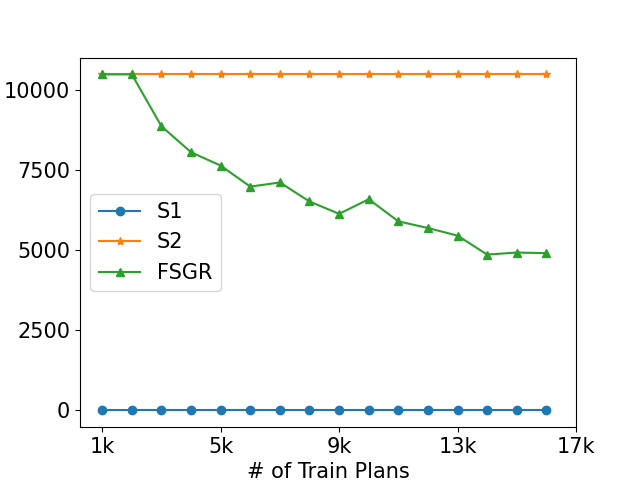 10000
7500
5000
2500
0
S1
S2
FSGR
1k 5k 9k 13k 17k
# of Train Plans